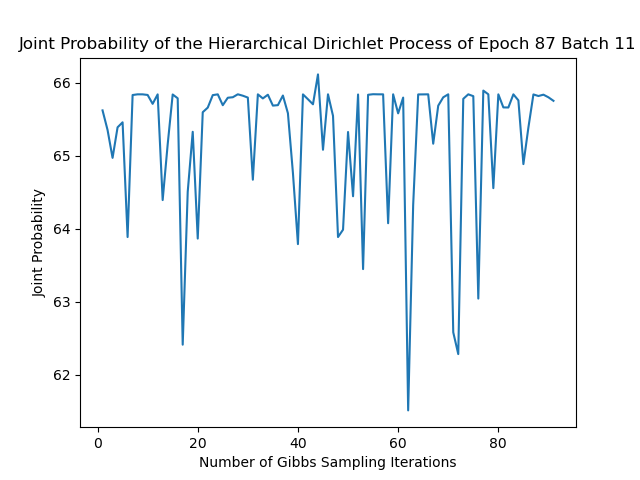 Joint Probability of the Hierarchical Dirichlet Process of Epoch 87 Batch 11
66
65
64
63
62
Joint Probability
0 20 40 60 80
Number of Gibbs Sampling Iterations